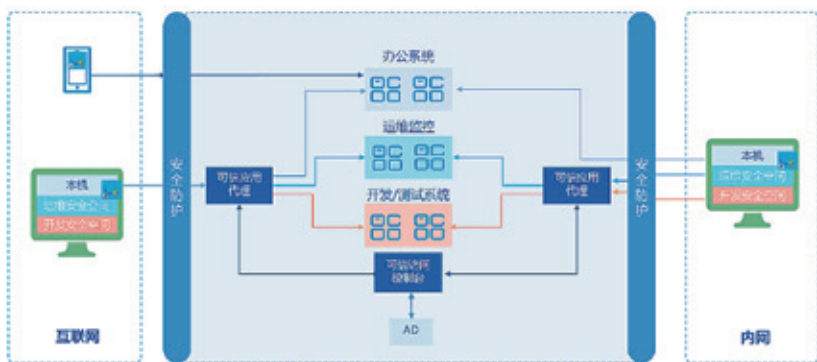 办公系统
运维监控
开发/测试系统
安全防护
可信应用
代理
可信应用
代理
安全防护
本机
运维安全空间
开发安全空间
本机
运维安全空间
开发安全空间
可信访问
控制台
AD
互联网
内网